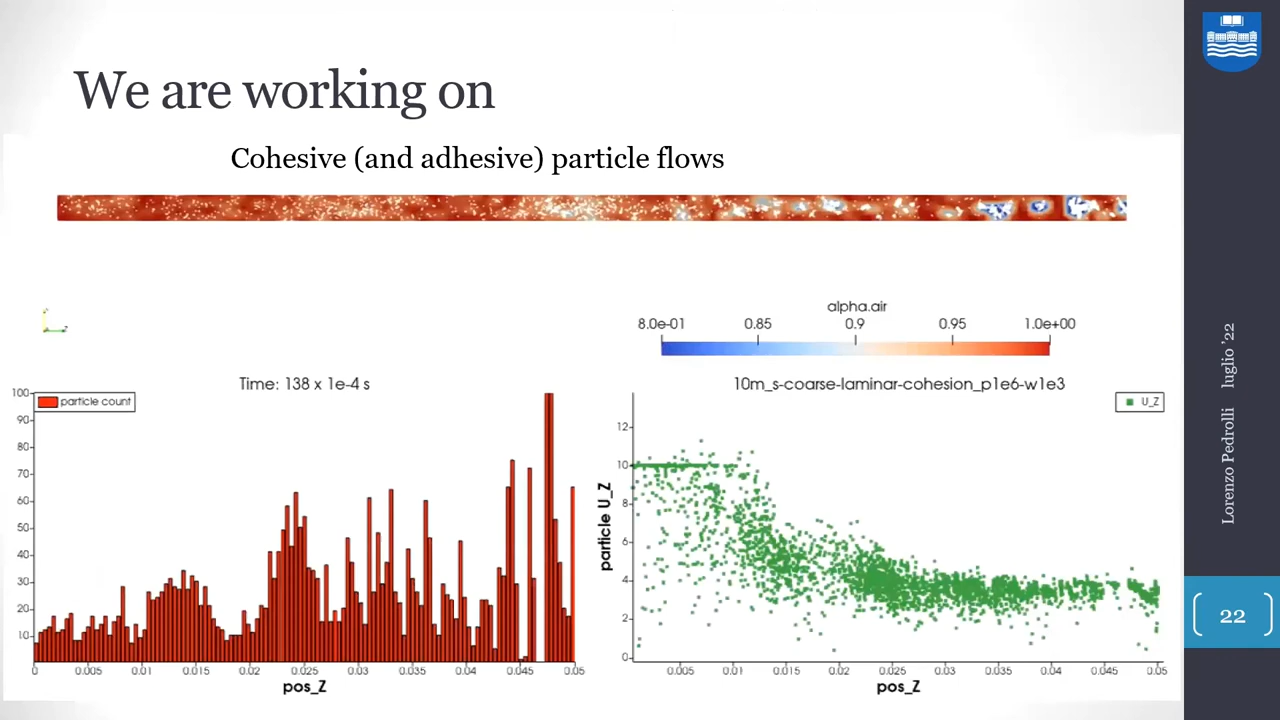 We are working on
Cohesive (and adhesive) particle flows
alpha.air
8.0e-01 0.85 0.9 0.95 1.0e+00
Time: 138 x 1e-4 s
particle count
100
90
80
70
60
50
40
30
20
10
0 0.005 0.01 0.015 0.02 0.025 0.03 0.035 0.04 0.045 0.05
pos_Z
10m_s-coarse-laminar-cohesion_p1e6-w1e3
U_Z
particle U_Z
12
10
8
6
4
2
0
0.005 0.01 0.015 0.02 0.025 0.03 0.035 0.04 0.045 0.05
pos_Z
Lorenzo Pedrolli luglio ’22
22